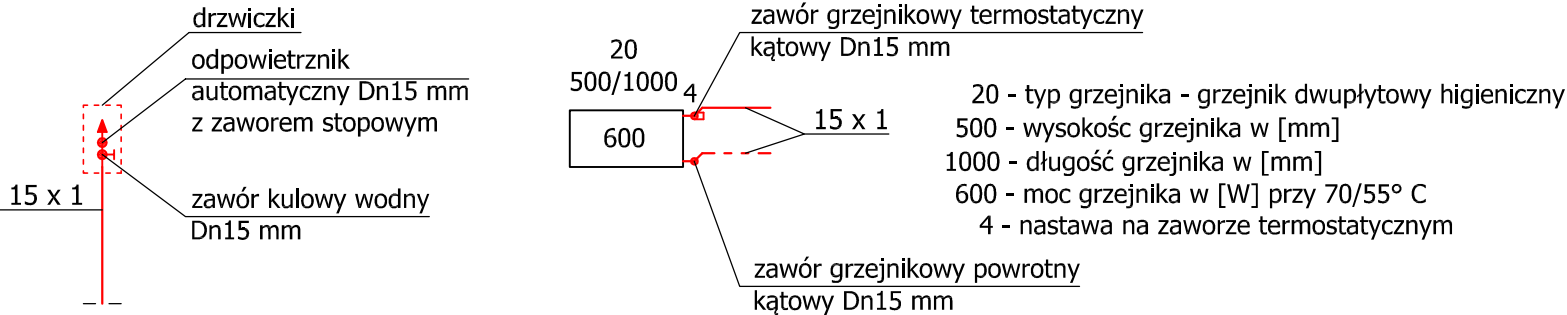 drzwiczki
odpowietrznik
automatyczny Dn15 mm
z zaworem stopowym
15 x 1
zawór kulowy wodny
Dn15 mm
zawór grzejnikowy termostatyczny
kątowy Dn15 mm
20
500/1000
4
600
15 x 1
zawór grzejnikowy powrotny
kątowy Dn15 mm
20 - typ grzejnika - grzejnik dwupłytowy higieniczny
500 - wysokośc grzejnika w [mm]
1000 - długość grzejnika w [mm]
600 - moc grzejnika w [W] przy 70/55° C
4 - nastawa na zaworze termostatycznym